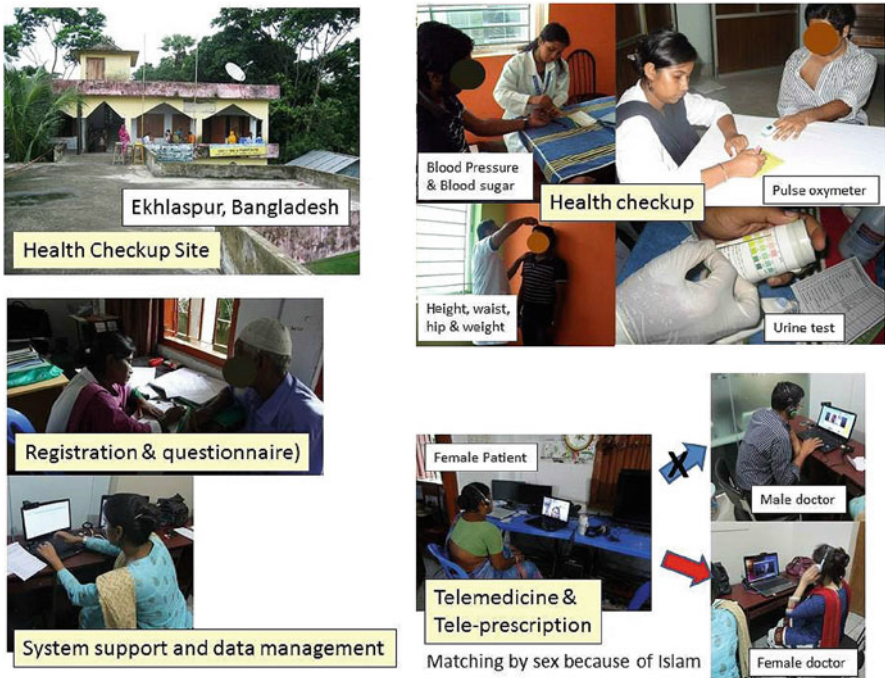 Ekhlaspur, Bangladesh
Health Checkup Site
Blood Pressure
& Blood sugar
Pulse oxymeter
Health checkup
Height, waist,
hip & weight
Urine test
Registration & questionnaire)
System support and data management
Female Patient
X
Male doctor
Telemedicine &
Tele-prescription
Matching by sex because of Islam
Female doctor